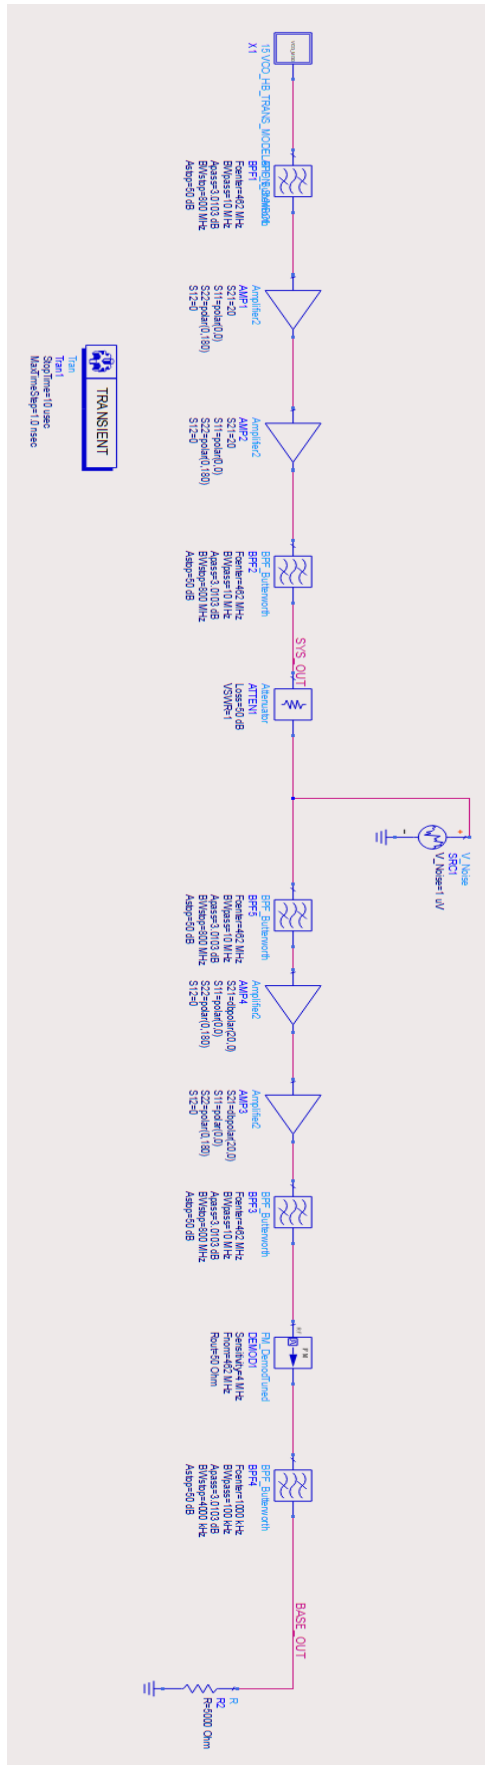 15 VCO_HB_TRANS_MODEL
X1
BPF1
Fcenter=462 MHz
BWpass=10 MHz
Apass=3.0103 dB
BWstop=800 MHz
Astop=50 dB
Amplifier2
AMP1
S21=20
S11=polar(0,0)
S22=polar(0,180)
S12=0
Amplifier2
AMP2
S21=20
S11=polar(0,0)
S22=polar(0,180)
S12=0
BPF_Butterworth
BPF2
Fcenter=462 MHz
BWpass=10 MHz
Apass=3.0103 dB
BWstop=800 MHz
Astop=50 dB
SYS_OUT
Attenuator
ATTEN1
Loss=50 dB
VSWR=1
V_Noise
SRC1
V_Noise=1 uV
BPF_Butterworth
BPF5
Fcenter=462 MHz
BWpass=10 MHz
Apass=3.0103 dB
BWstop=800 MHz
Astop=50 dB
Amplifier2
AMP4
S21=dbpolar(20,0)
S11=polar(0,0)
S22=polar(0,180)
S12=0
Amplifier2
AMP3
S21=dbpolar(20,0)
S11=polar(0,0)
S22=polar(0,180)
S12=0
BPF_Butterworth
BPF3
Fcenter=462 MHz
BWpass=10 MHz
Apass=3.0103 dB
BWstop=800 MHz
Astop=50 dB
FM
FM_DemodTuned
DEMOD1
Sensitivity=4 MHz
Fnom=462 MHz
Rout=50 Ohm
BPF_Butterworth
BPF4
Fcenter=1000 kHz
BWpass=100 kHz
Apass=3.0103 dB
BWstop=4000 kHz
Astop=50 dB
BASE_OUT
R
R2
R=5000 Ohm
TRANSIENT
Tran
Tran1
StopTime=10 usec
MaxTimeStep=1.0 nsec